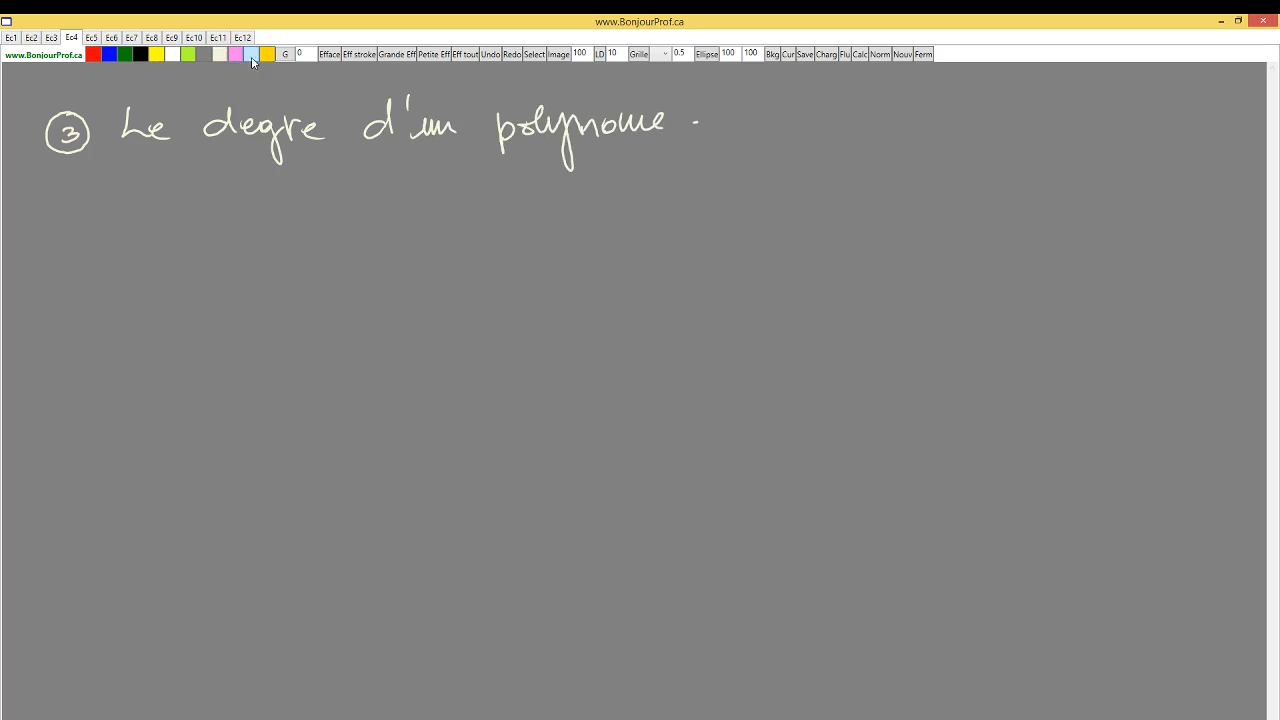 www.BonjourProf.ca
Ec1 Ec2 Ec3 Ec4 Ec5 Ec6 Ec7 Ec8 Ec9 Ec10 Ec11 Ec12
www.BonjourProf.ca G 0 Efface Eff stroke Grande Eff Petite Eff Eff tout Undo Redo Select Image 100 LD 10 Grille 0.5 Ellipse 100 100 Bkg Cur Save Charg Flu Calc Norm Nouv Ferm
3 Le degre d'un polynome .